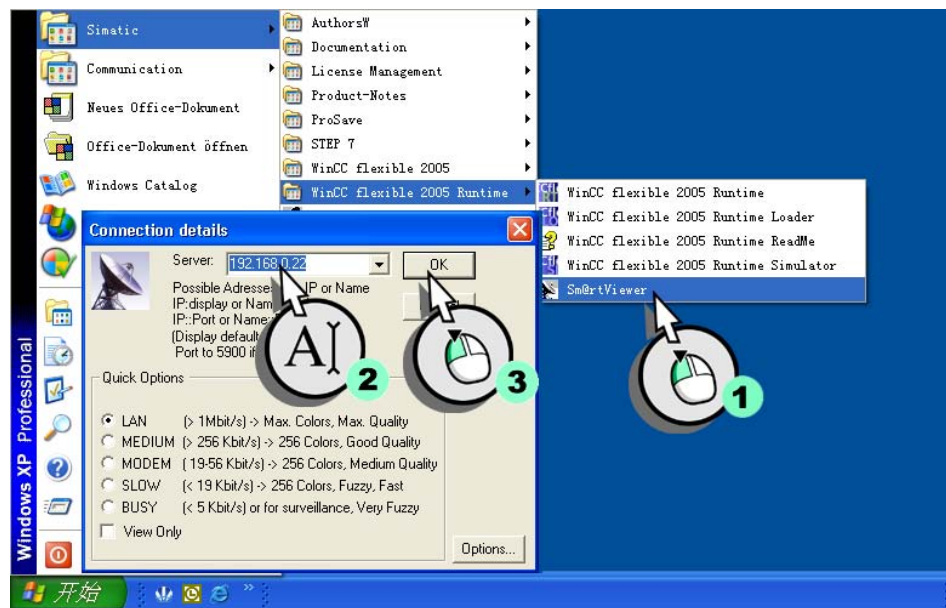 Simatic
Communication
Neues Office-Dokument
Office-Dokument öffnen
Windows Catalog
Windows XP Professional
AuthorsW
Documentation
License Management
Product-Notes
ProSave
STEP 7
WinCC flexible 2005
WinCC flexible 2005 Runtime
WinCC flexible 2005 Runtime
WinCC flexible 2005 Runtime Loader
WinCC flexible 2005 Runtime ReadMe
WinCC flexible 2005 Runtime Simulator
Sm@rtViewer
1
Connection details
Server: 192.168.0.22
OK
Possible Adresses IP or Name
IP:display or Nam
IP::Port or Name:
(Display default
Port to 5900 if
A
2
3
Quick Options
LAN (> 1Mbit/s) -> Max. Colors, Max. Quality
MEDIUM (> 256 Kbit/s) -> 256 Colors, Good Quality
MODEM ( 19-56 Kbit/s) -> 256 Colors, Medium Quality
SLOW (< 19 Kbit/s) -> 256 Colors, Fuzzy, Fast
BUSY (< 5 Kbit/s) or for surveillance, Very Fuzzy
View Only
Options...
开始